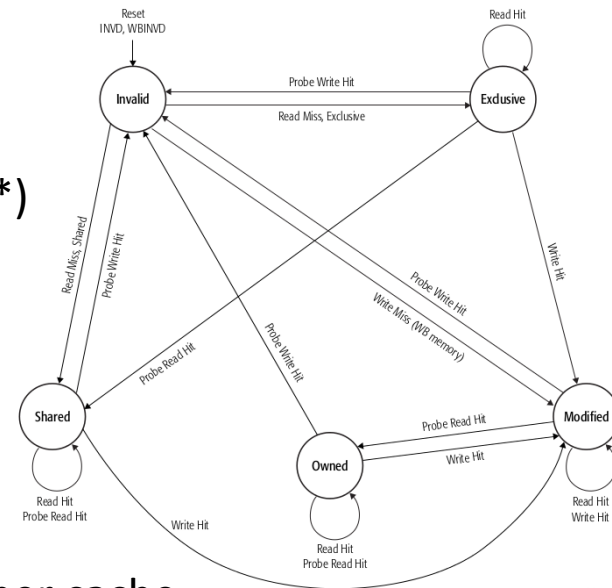 Reset
INVD, WBINVD
Read Hit
Invalid
Probe Write Hit
Exclusive
Read Miss, Exclusive
*)
Read Miss, Shared
Probe Write Hit
Write Hit
Probe Write Hit
Write Miss (WB memory)
Probe Write Hit
Probe Read Hit
Shared
Probe Read Hit
Modified
Owned
Write Hit
Read Hit
Probe Read Hit
Read Hit
Write Hit
Write Hit
Read Hit
Probe Read Hit
cache